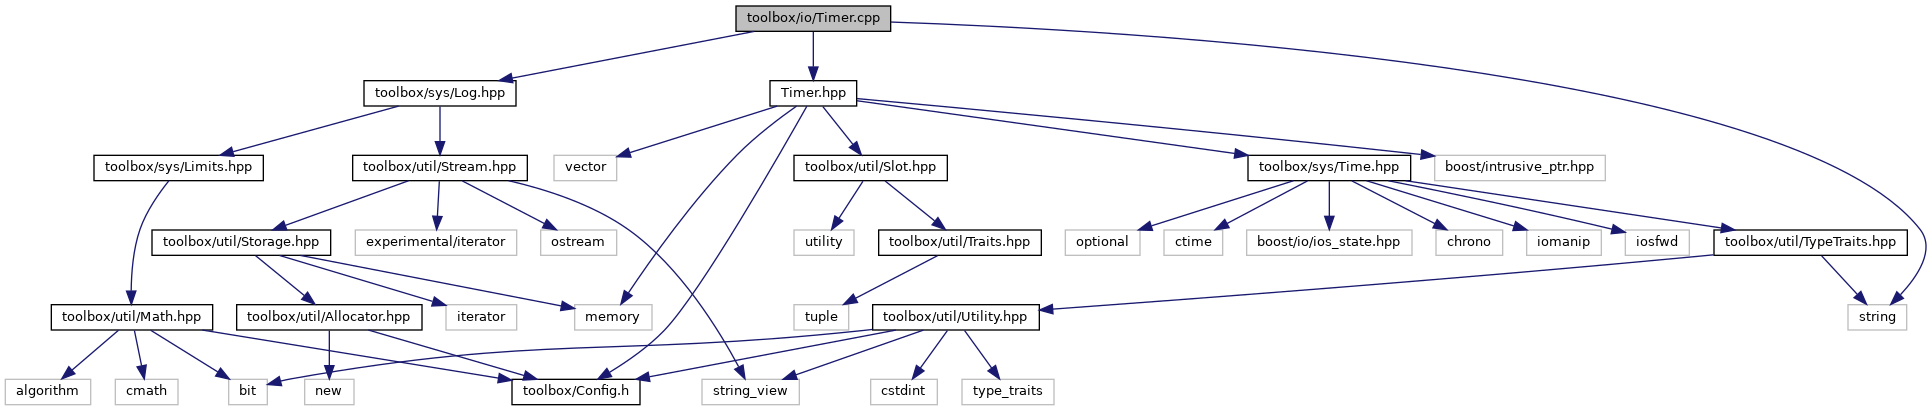 toolbox/io/Timer.cpp
toolbox/sys/Log.hpp
Timer.hpp
toolbox/sys/Limits.hpp
toolbox/util/Stream.hpp
vector
toolbox/util/Slot.hpp
toolbox/sys/Time.hpp
boost/intrusive_ptr.hpp
toolbox/util/Storage.hpp
experimental/iterator
ostream
utility
toolbox/util/Traits.hpp
optional
ctime
boost/io/ios_state.hpp
chrono
iomanip
iosfwd
toolbox/util/TypeTraits.hpp
toolbox/util/Math.hpp
toolbox/util/Allocator.hpp
iterator
memory
tuple
toolbox/util/Utility.hpp
string
algorithm
cmath
bit
new
toolbox/Config.h
string_view
cstdint
type_traits